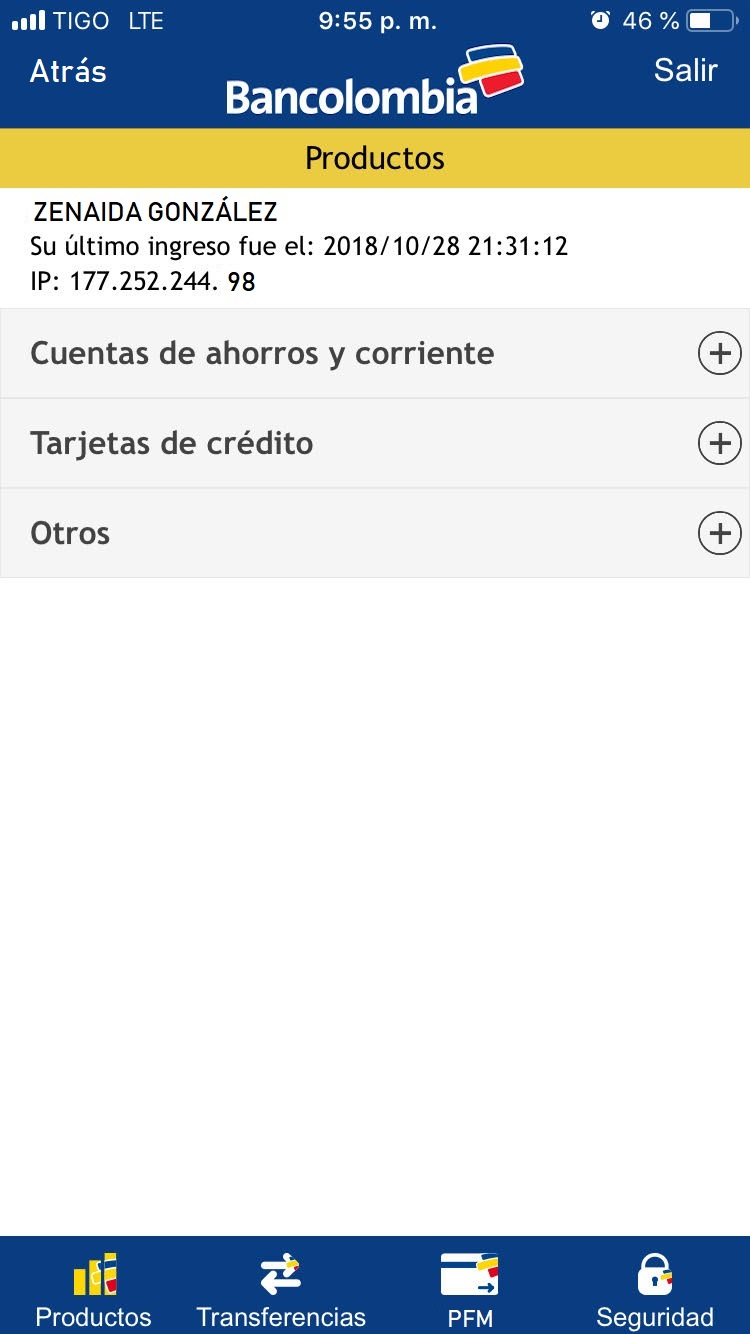 TIGO LTE 9:55 p. m. 46 %
Atrás Bancolombia Salir
Productos
ZENAIDA GONZÁLEZ
Su último ingreso fue el: 2018/10/28 21:31:12
IP: 177.252.244. 98
Cuentas de ahorros y corriente
Tarjetas de crédito
Otros
Productos Transferencias PFM Seguridad